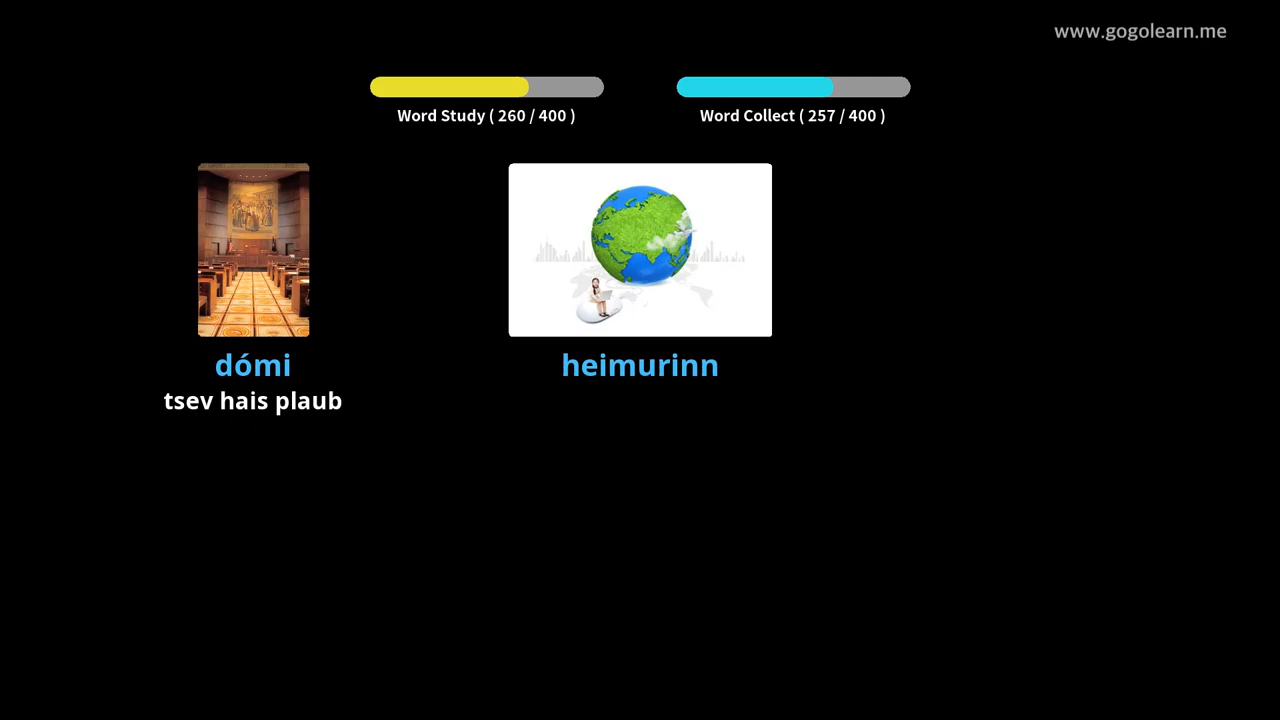 www.gogolearn.me
Word Study ( 260 / 400 )
Word Collect ( 257 / 400 )
dómi
heimurinn
tsev hais plaub